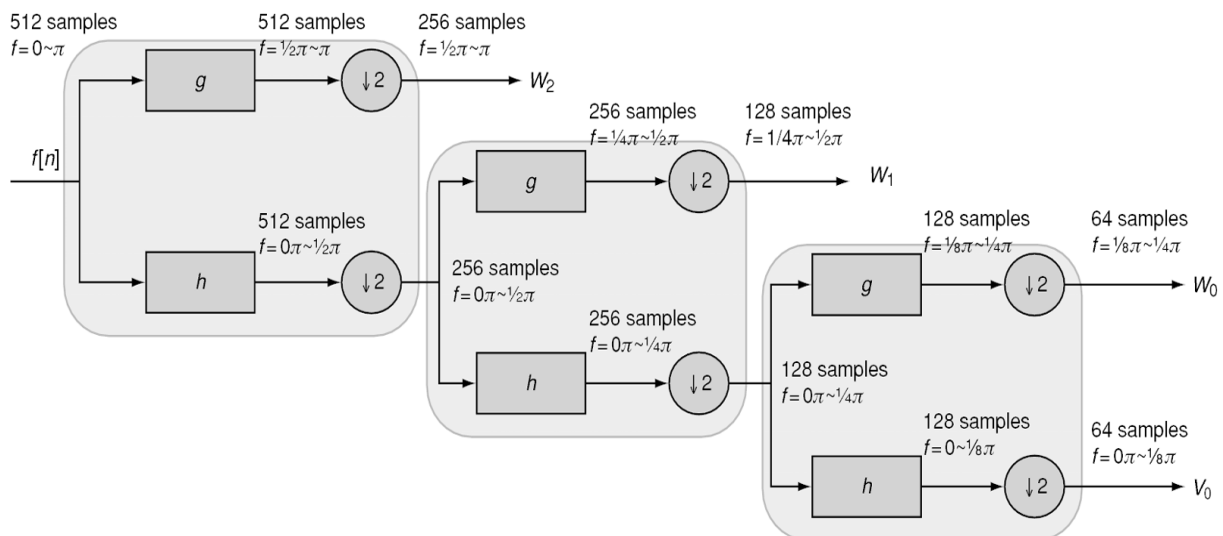 512 samples
f=0~π
512 samples
f=½π~π
256 samples
f=½π~π
g
↓2
W₂
f[n]
512 samples
f=0π~½π
h
↓2
256 samples
f=0π~½π
256 samples
f=¼π~½π
128 samples
f=1/4π~½π
g
↓2
W₁
256 samples
f=0π~¼π
h
↓2
128 samples
f=0π~¼π
128 samples
f=⅛π~¼π
64 samples
f=⅛π~¼π
g
↓2
W₀
128 samples
f=0~⅛π
64 samples
f=0π~⅛π
h
↓2
V₀